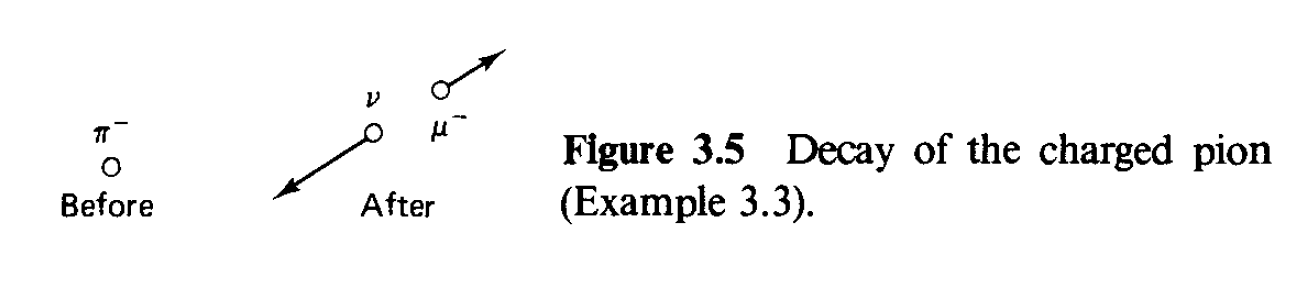 ν
π⁻
μ⁻
Before
After
Figure 3.5 Decay of the charged pion
(Example 3.3).